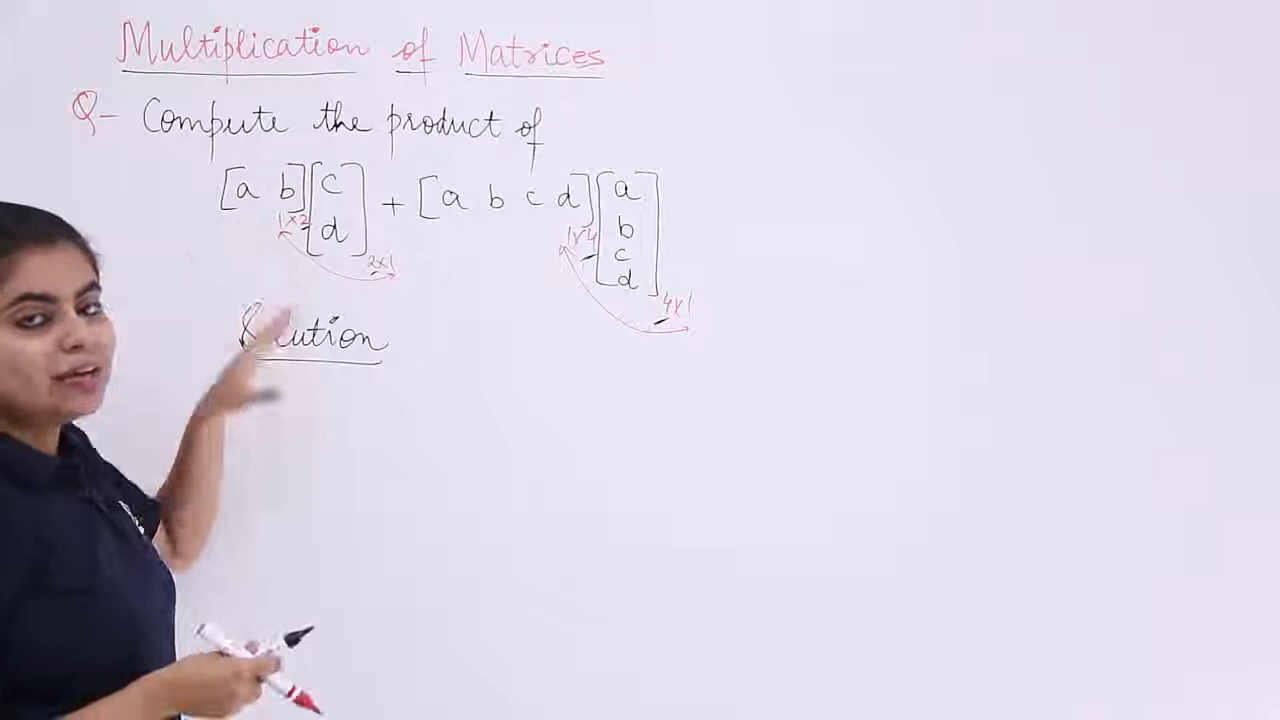 Multiplication of Matrices
Q- Compute the product of
[a b] [c d] + [a b c d] [a b c d]
1×2 2×1 1×4 4×1
Solution